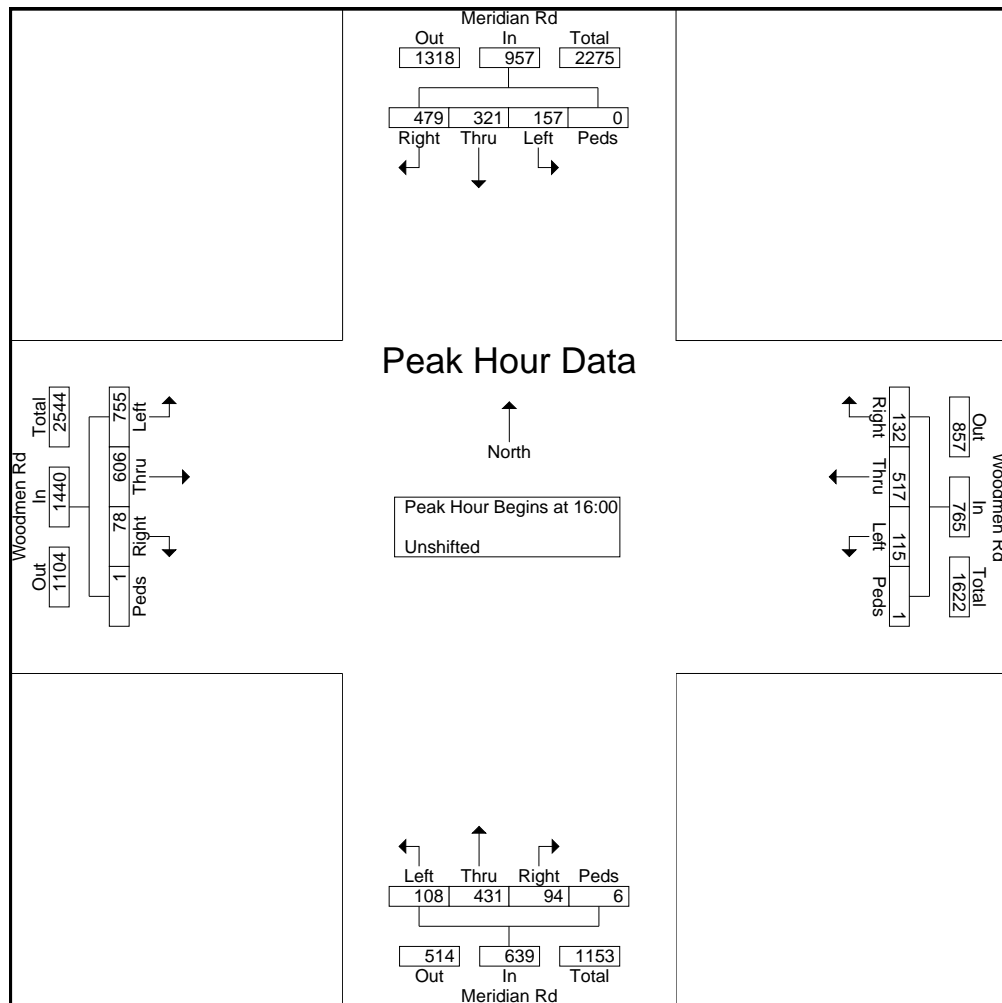 Meridian Rd
Out In Total
1318 957 2275
479 321 157 0
Right Thru Left Peds
Peak Hour Data
North
Peak Hour Begins at 16:00
Unshifted
Woodmen Rd
Out In Total
1104 1440 2544
755 606 78 1
Left Thru Right Peds
Woodmen Rd
Out In Total
857 765 1622
132 517 115 1
Right Thru Left Peds
Left Thru Right Peds
108 431 94 6
514 639 1153
Out In Total
Meridian Rd